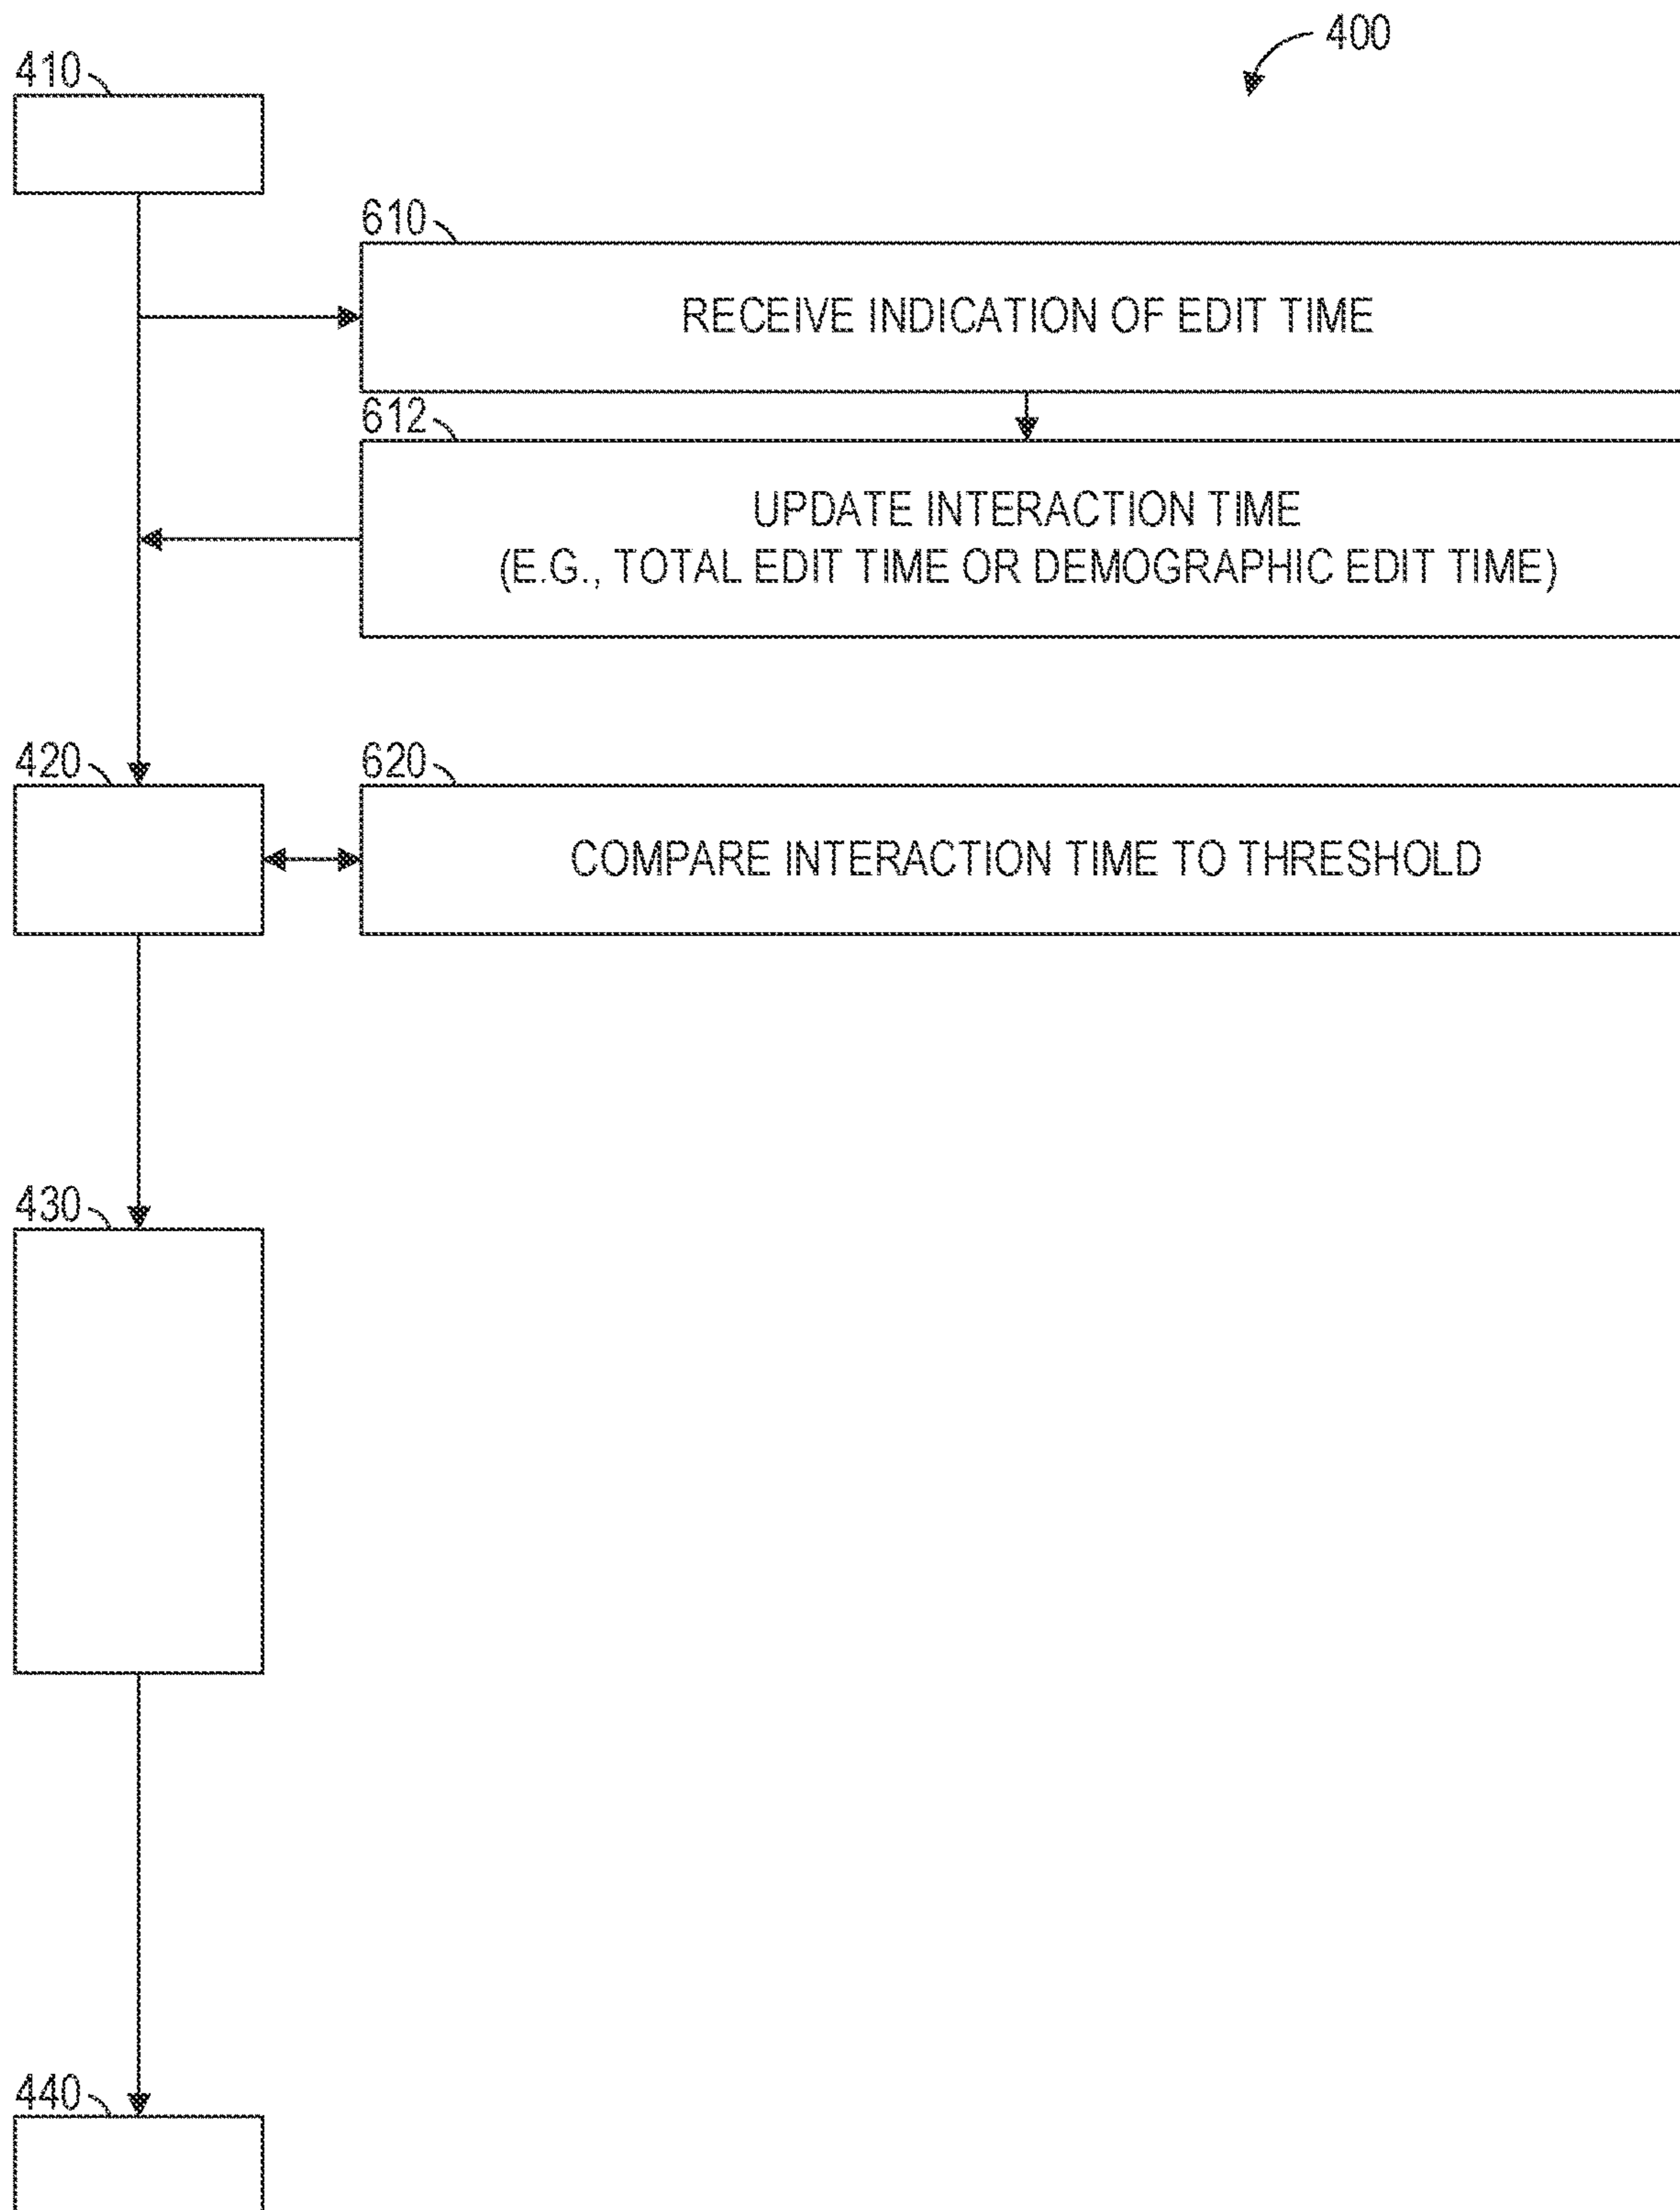 400
410
610
RECEIVE INDICATION OF EDIT TIME
612
UPDATE INTERACTION TIME
(E.G., TOTAL EDIT TIME OR DEMOGRAPHIC EDIT TIME)
420
620
COMPARE INTERACTION TIME TO THRESHOLD
430
440